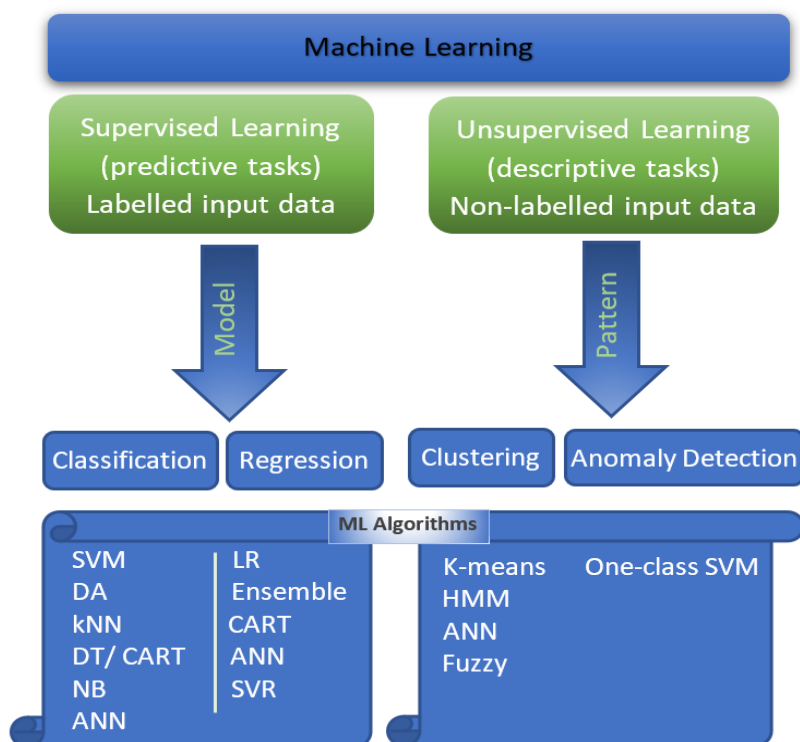 Machine Learning
Supervised Learning
(predictive tasks)
Labelled input data
Unsupervised Learning
(descriptive tasks)
Non-labelled input data
Model
Pattern
Classification
Regression
Clustering
Anomaly Detection
ML Algorithms
SVM
DA
kNN
DT/ CART
NB
ANN
LR
Ensemble
CART
ANN
SVR
K-means
HMM
ANN
Fuzzy
One-class SVM